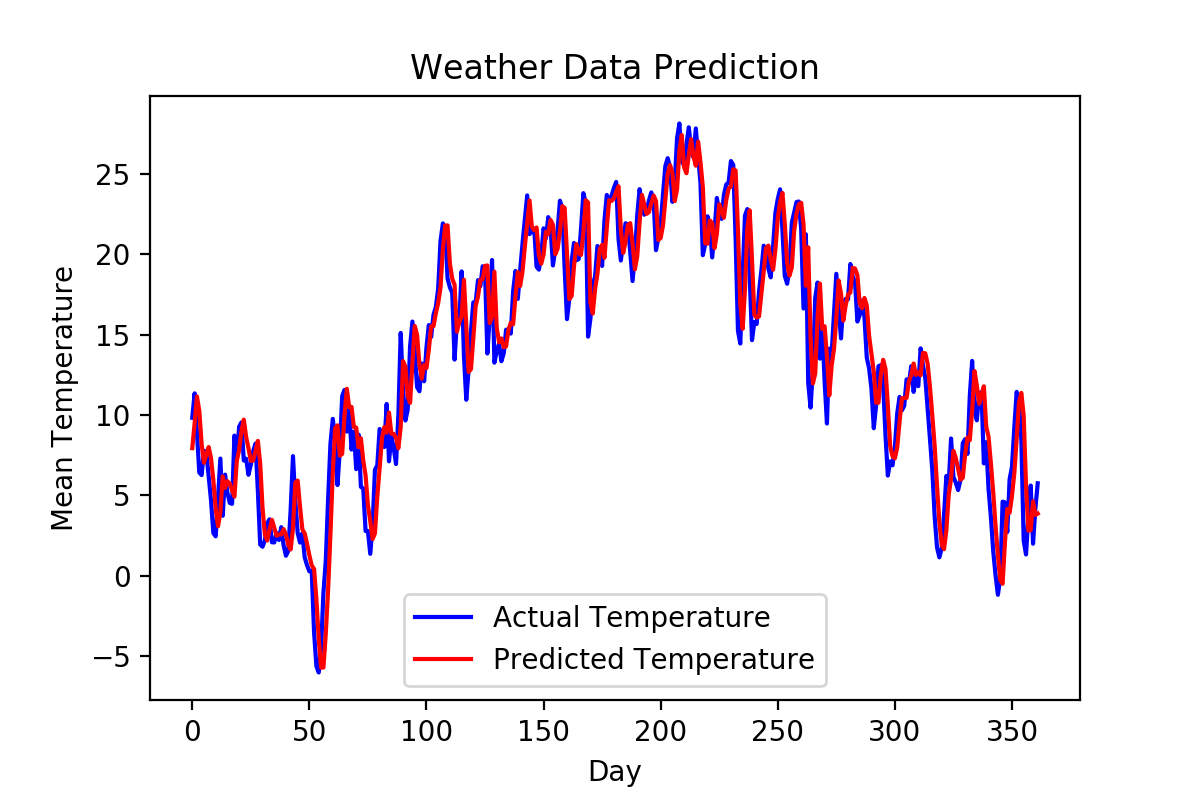 Weather Data Prediction
Mean Temperature
25
20
15
10
5
0
−5
Actual Temperature
Predicted Temperature
0 50 100 150 200 250 300 350
Day